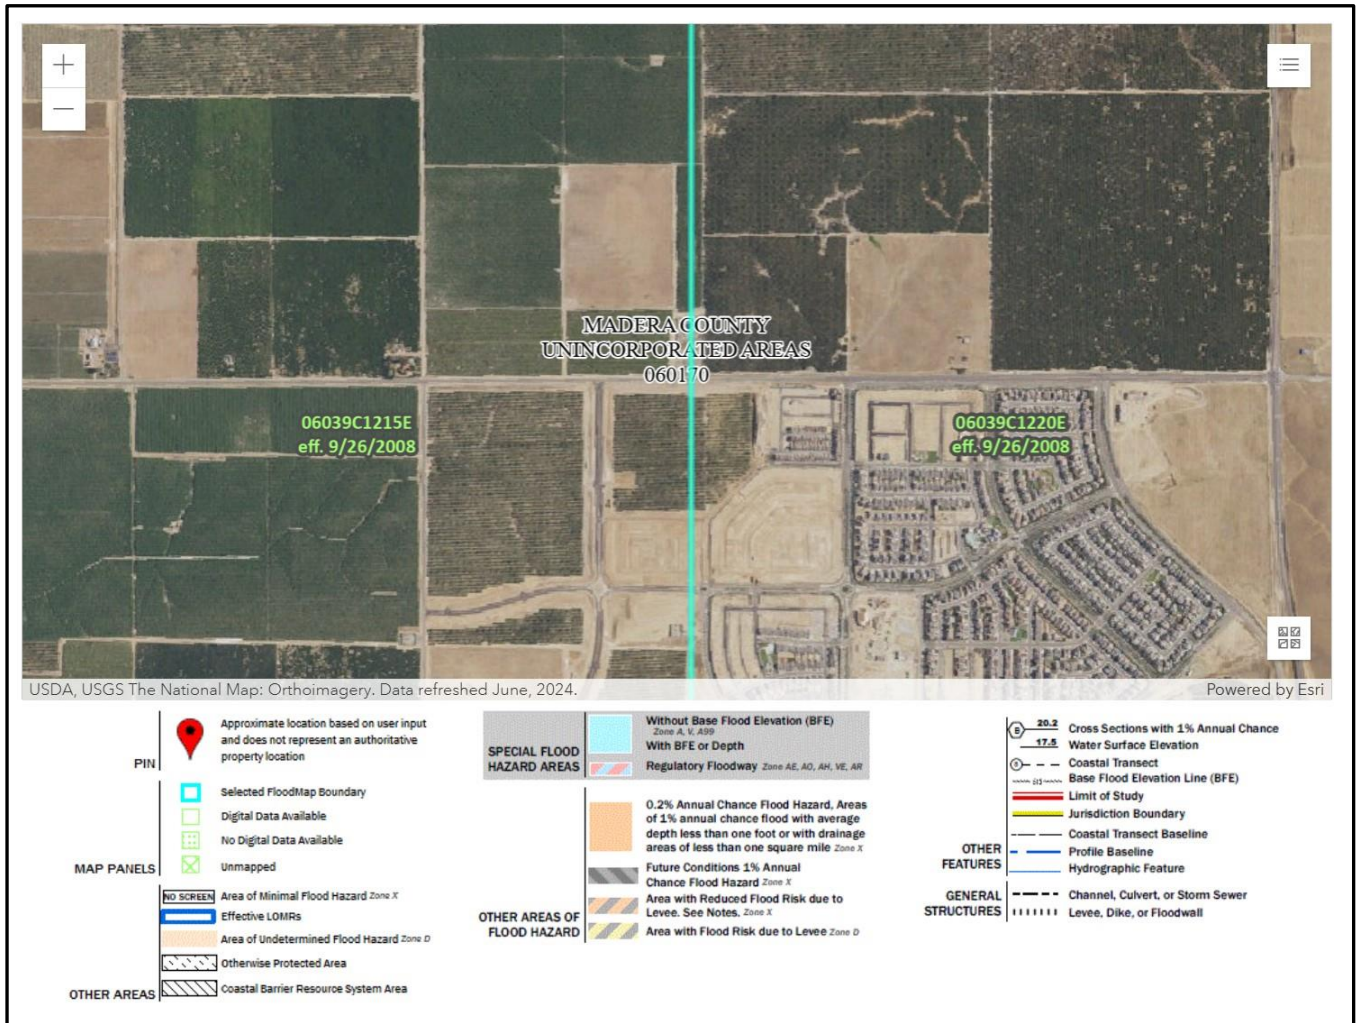 MADERA COUNTY
UNINCORPORATED AREAS
060170
06039C1215E
eff. 9/26/2008
06039C1220E
eff. 9/26/2008
USDA, USGS The National Map: Orthoimagery. Data refreshed June, 2024.
Powered by Esri
PIN
Approximate location based on user input
and does not represent an authoritative
property location
MAP PANELS
Selected FloodMap Boundary
Digital Data Available
No Digital Data Available
Unmapped
OTHER AREAS
NO SCREEN Area of Minimal Flood Hazard Zone X
Effective LOMRs
Area of Undetermined Flood Hazard Zone D
Otherwise Protected Area
Coastal Barrier Resource System Area
SPECIAL FLOOD
HAZARD AREAS
Without Base Flood Elevation (BFE)
Zone A, V, A99
With BFE or Depth
Regulatory Floodway Zone AE, AO, AH, VE, AR
OTHER AREAS OF
FLOOD HAZARD
0.2% Annual Chance Flood Hazard, Areas
of 1% annual chance flood with average
depth less than one foot or with drainage
areas of less than one square mile Zone X
Future Conditions 1% Annual
Chance Flood Hazard Zone X
Area with Reduced Flood Risk due to
Levee. See Notes. Zone X
Area with Flood Risk due to Levee Zone D
OTHER
FEATURES
B 20.2 Cross Sections with 1% Annual Chance
17.5 Water Surface Elevation
8 Coastal Transect
513 Base Flood Elevation Line (BFE)
Limit of Study
Jurisdiction Boundary
Coastal Transect Baseline
Profile Baseline
Hydrographic Feature
GENERAL
STRUCTURES
Channel, Culvert, or Storm Sewer
Levee, Dike, or Floodwall